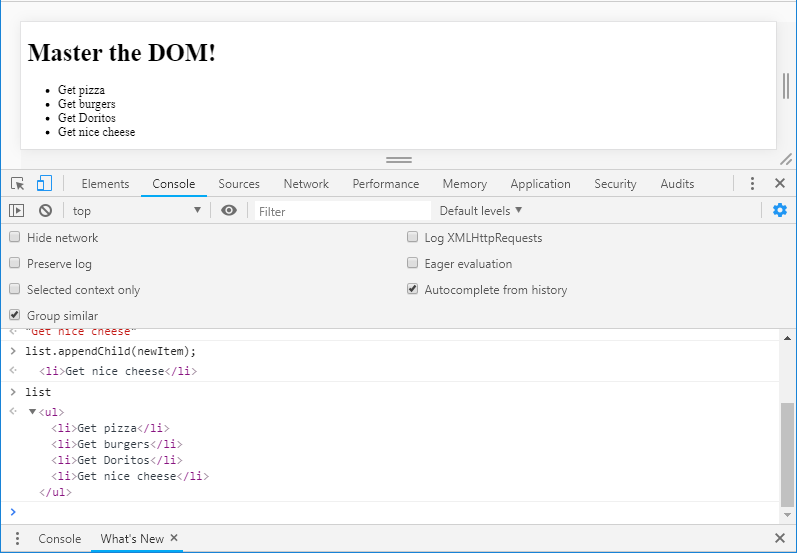 Master the DOM!
Get pizza
Get burgers
Get Doritos
Get nice cheese
Elements Console Sources Network Performance Memory Application Security Audits
top Filter Default levels
Hide network Log XMLHttpRequests
Preserve log Eager evaluation
Selected context only Autocomplete from history
Group similar
"Get nice cheese"
list.appendChild(newItem);
<li>Get nice cheese</li>
list
<ul>
<li>Get pizza</li>
<li>Get burgers</li>
<li>Get Doritos</li>
<li>Get nice cheese</li>
</ul>
Console What's New